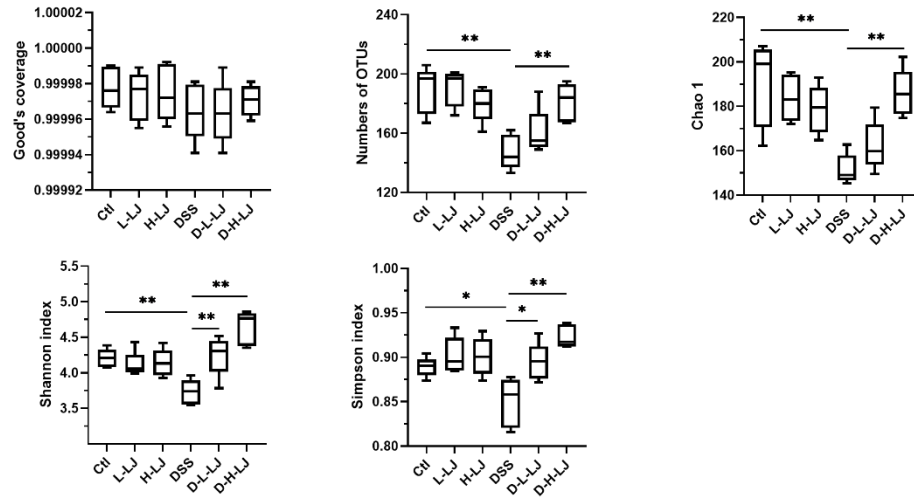 Good's coverage
1.00002
1.00000
0.99998
0.99996
0.99994
0.99992
Ctl
L-LJ
H-LJ
DSS
D-L-LJ
D-H-LJ
Numbers of OTUs
240
200
160
120
**
**
Ctl
L-LJ
H-LJ
DSS
D-L-LJ
D-H-LJ
Chao 1
220
200
180
160
140
**
**
Ctl
L-LJ
H-LJ
DSS
D-L-LJ
D-H-LJ
Shannon index
5.5
5.0
4.5
4.0
3.5
**
**
**
Ctl
L-LJ
H-LJ
DSS
D-L-LJ
D-H-LJ
Simpson index
1.00
0.95
0.90
0.85
0.80
*
**
*
Ctl
L-LJ
H-LJ
DSS
D-L-LJ
D-H-LJ